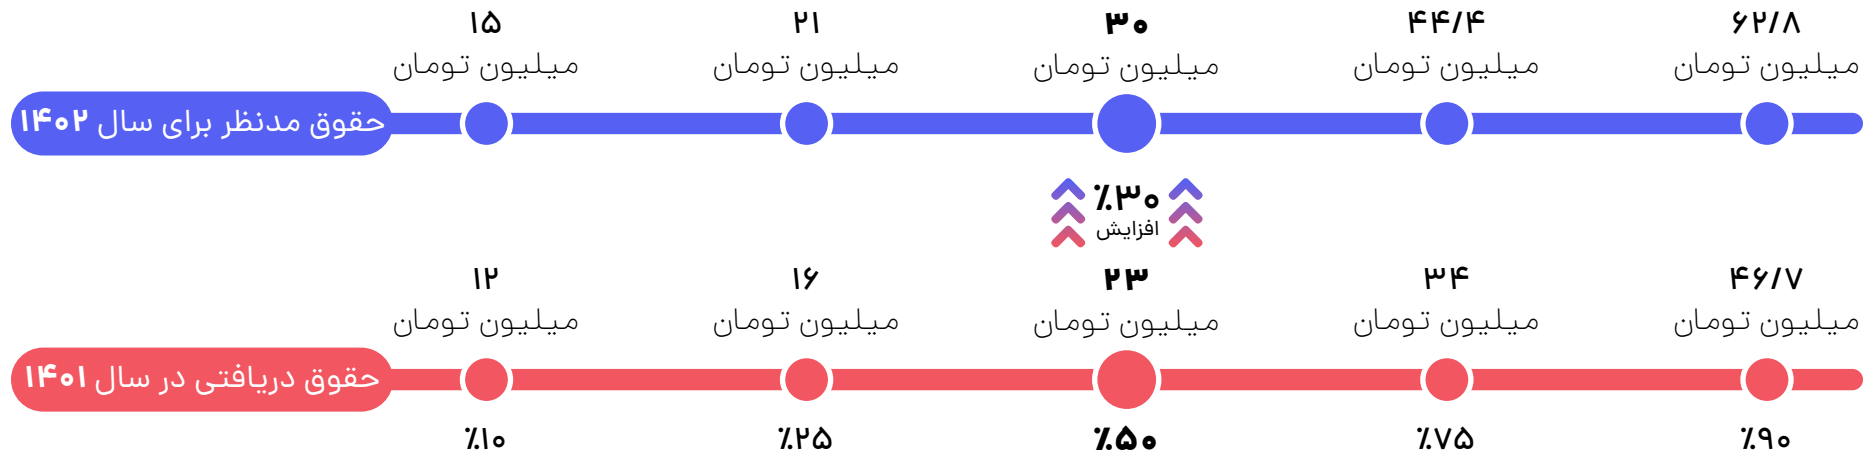 ۱۵
میلیون تومان
۲۱
میلیون تومان
۳۰
میلیون تومان
۴۴/۴
میلیون تومان
۶۲/۸
میلیون تومان
حقوق مدنظر برای سال ۱۴۰۲
٪۳۰
افزایش
۱۲
میلیون تومان
۱۶
میلیون تومان
۲۳
میلیون تومان
۳۴
میلیون تومان
۴۶/۷
میلیون تومان
حقوق دریافتی در سال ۱۴۰۱
٪۱۰
٪۲۵
٪۵۰
٪۷۵
٪۹۰